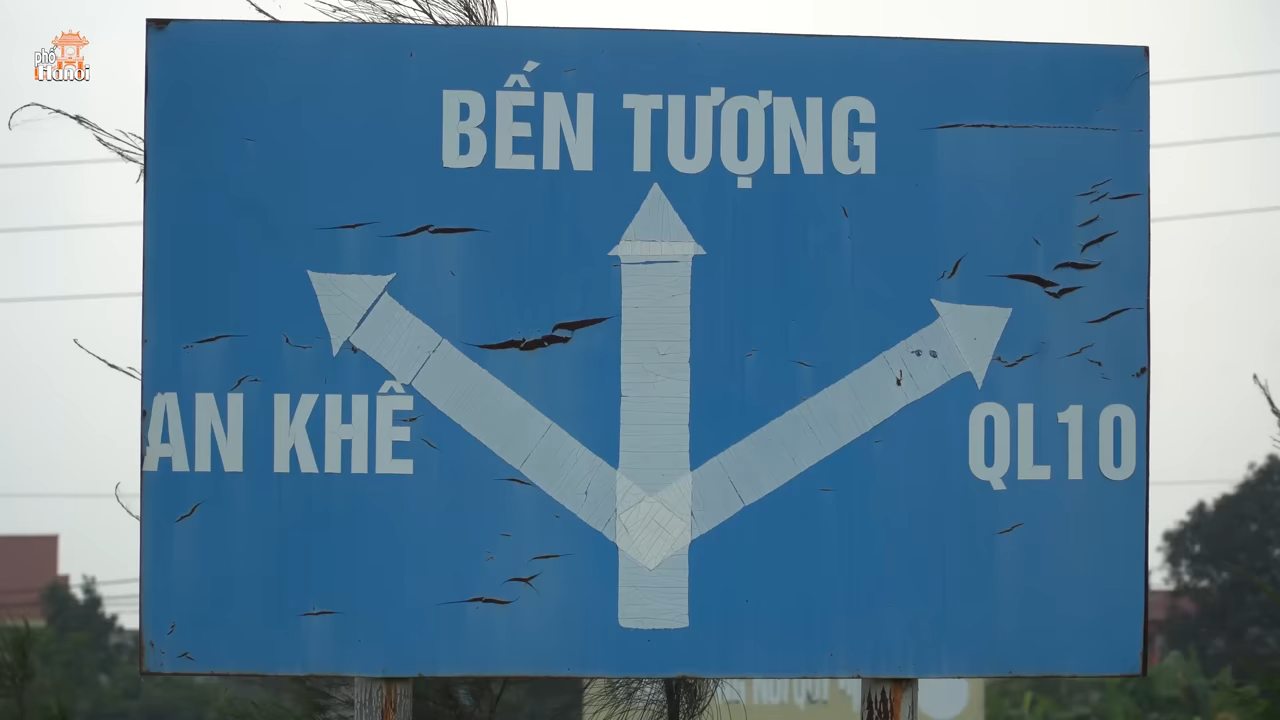 phố
Hanoi
BẾN TƯỢNG
AN KHÊ
QL10